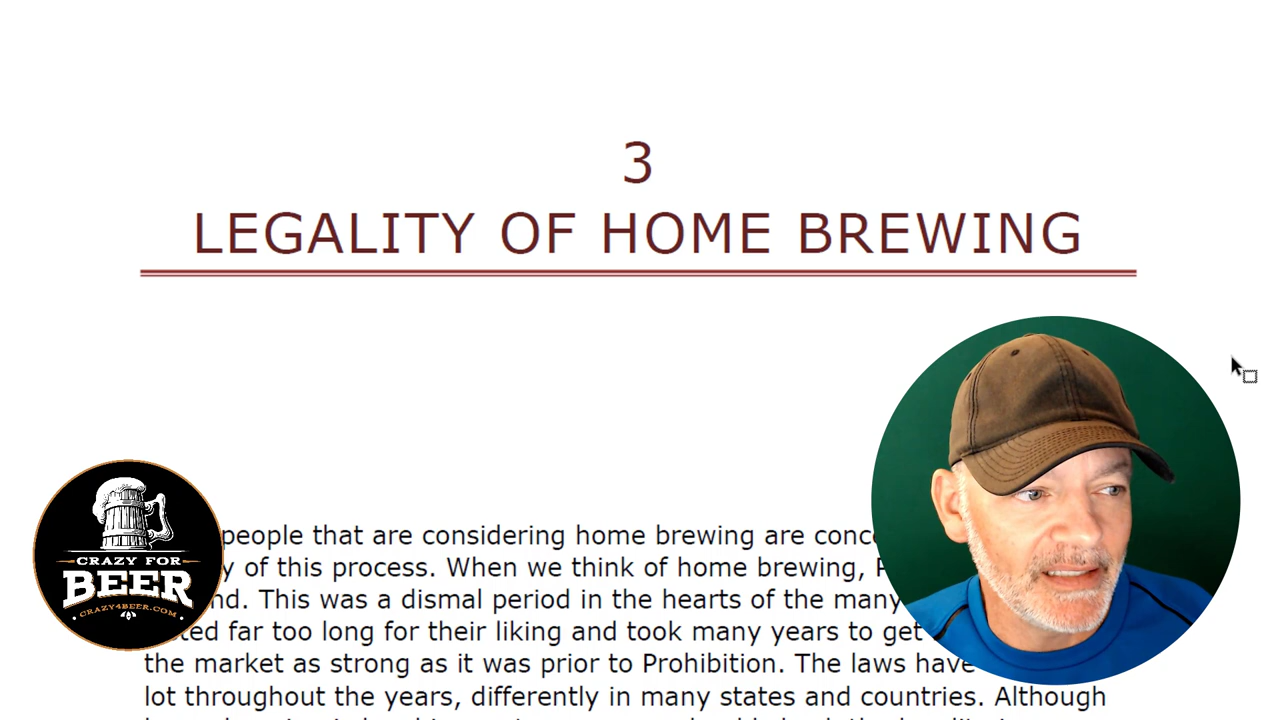 3
LEGALITY OF HOME BREWING
people that are considering home brewing are
of this process. When we think of home brewing,
This was a dismal period in the hearts of the many
far too long for their liking and took many years to get
the market as strong as it was prior to Prohibition. The laws have
lot throughout the years, differently in many states and countries. Although
CRAZY FOR
BEER
CRAZY4BEER.COM